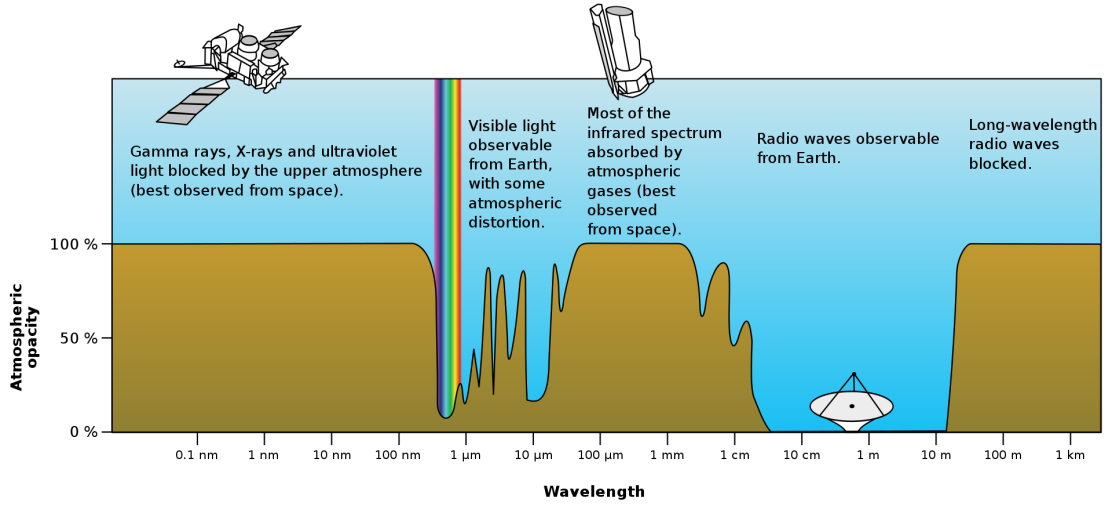 Gamma rays, X-rays and ultraviolet
light blocked by the upper atmosphere
(best observed from space).
Visible light
observable
from Earth,
with some
atmospheric
distortion.
Most of the
infrared spectrum
absorbed by
atmospheric
gases (best
observed
from space).
Radio waves observable
from Earth.
Long-wavelength
radio waves
blocked.
Atmospheric
opacity
100 %
50 %
0 %
0.1 nm
1 nm
10 nm
100 nm
1 µm
10 µm
100 µm
1 mm
1 cm
10 cm
1 m
10 m
100 m
1 km
Wavelength